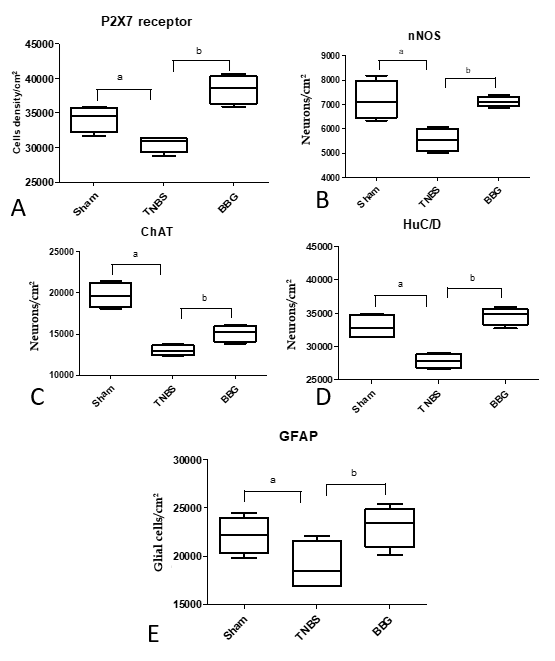 P2X7 receptor
Cells density/cm²
45000
40000
35000
30000
25000
a
b
Sham
TNBS
BBG
A
nNOS
Neurons/cm²
9000
8000
7000
6000
5000
4000
a
b
Sham
TNBS
BBG
B
ChAT
Neurons/cm²
25000
20000
15000
10000
a
b
Sham
TNBS
BBG
C
HuC/D
Neurons/cm²
45000
40000
35000
30000
25000
a
b
Sham
TNBS
BBG
D
GFAP
Glial cells/cm²
30000
25000
20000
15000
a
b
Sham
TNBS
BBG
E